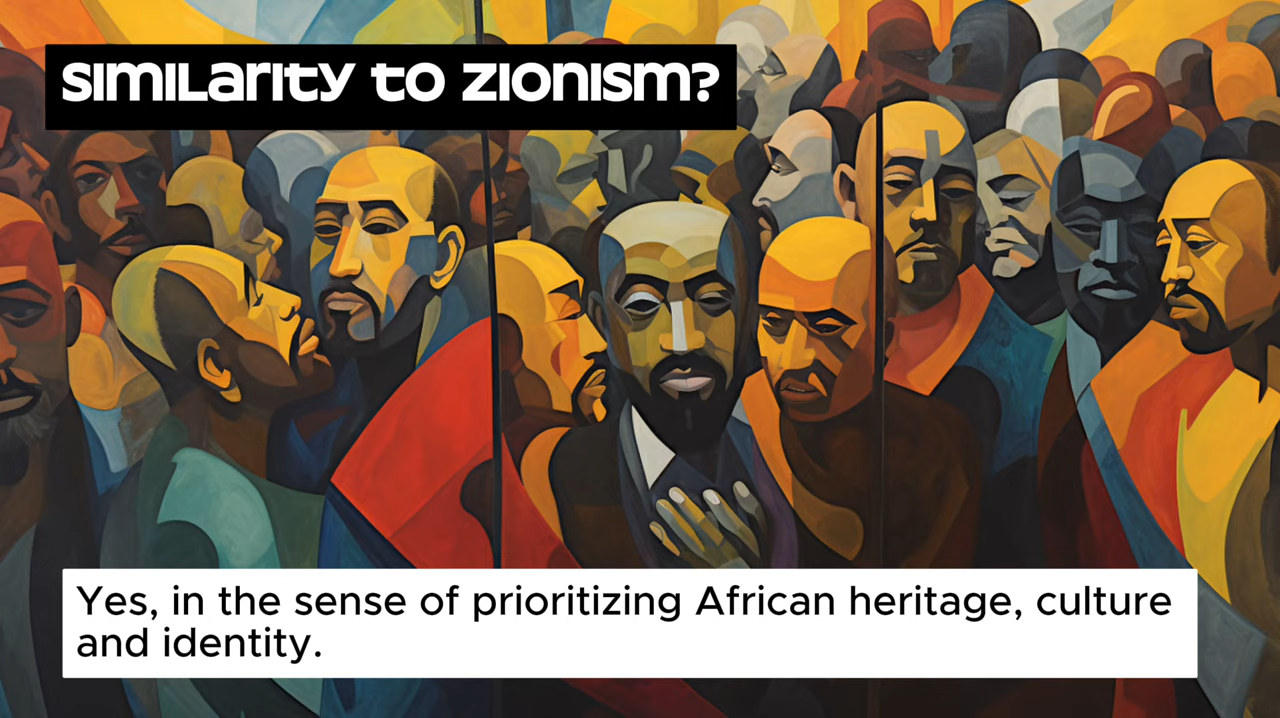 Similarity to Zionism?
Yes, in the sense of prioritizing African heritage, culture
and identity.